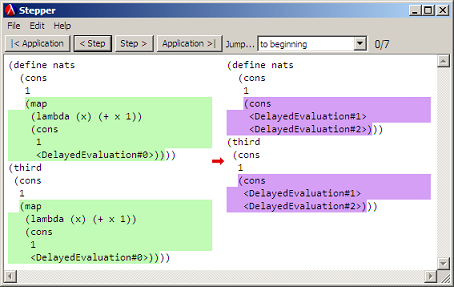 Stepper
File Edit Help
|< Application < Step Step > Application >| Jump... to beginning 0/7
(define nats
(cons
1
(map
(lambda (x) (+ x 1))
(cons
1
<DelayedEvaluation#0>))))
(third
(cons
1
(map
(lambda (x) (+ x 1))
(cons
1
<DelayedEvaluation#0>))))
(define nats
(cons
1
(cons
<DelayedEvaluation#1>
<DelayedEvaluation#2>)))
(third
(cons
1
(cons
<DelayedEvaluation#1>
<DelayedEvaluation#2>)))